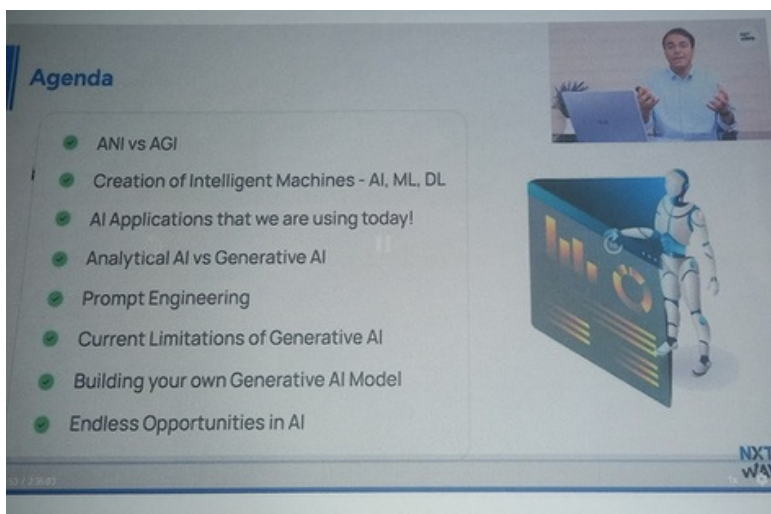 Agenda
ANI vs AGI
Creation of Intelligent Machines - AI, ML, DL
AI Applications that we are using today!
Analytical AI vs Generative AI
Prompt Engineering
Current Limitations of Generative AI
Building your own Generative AI Model
Endless Opportunities in AI
NXT
WA